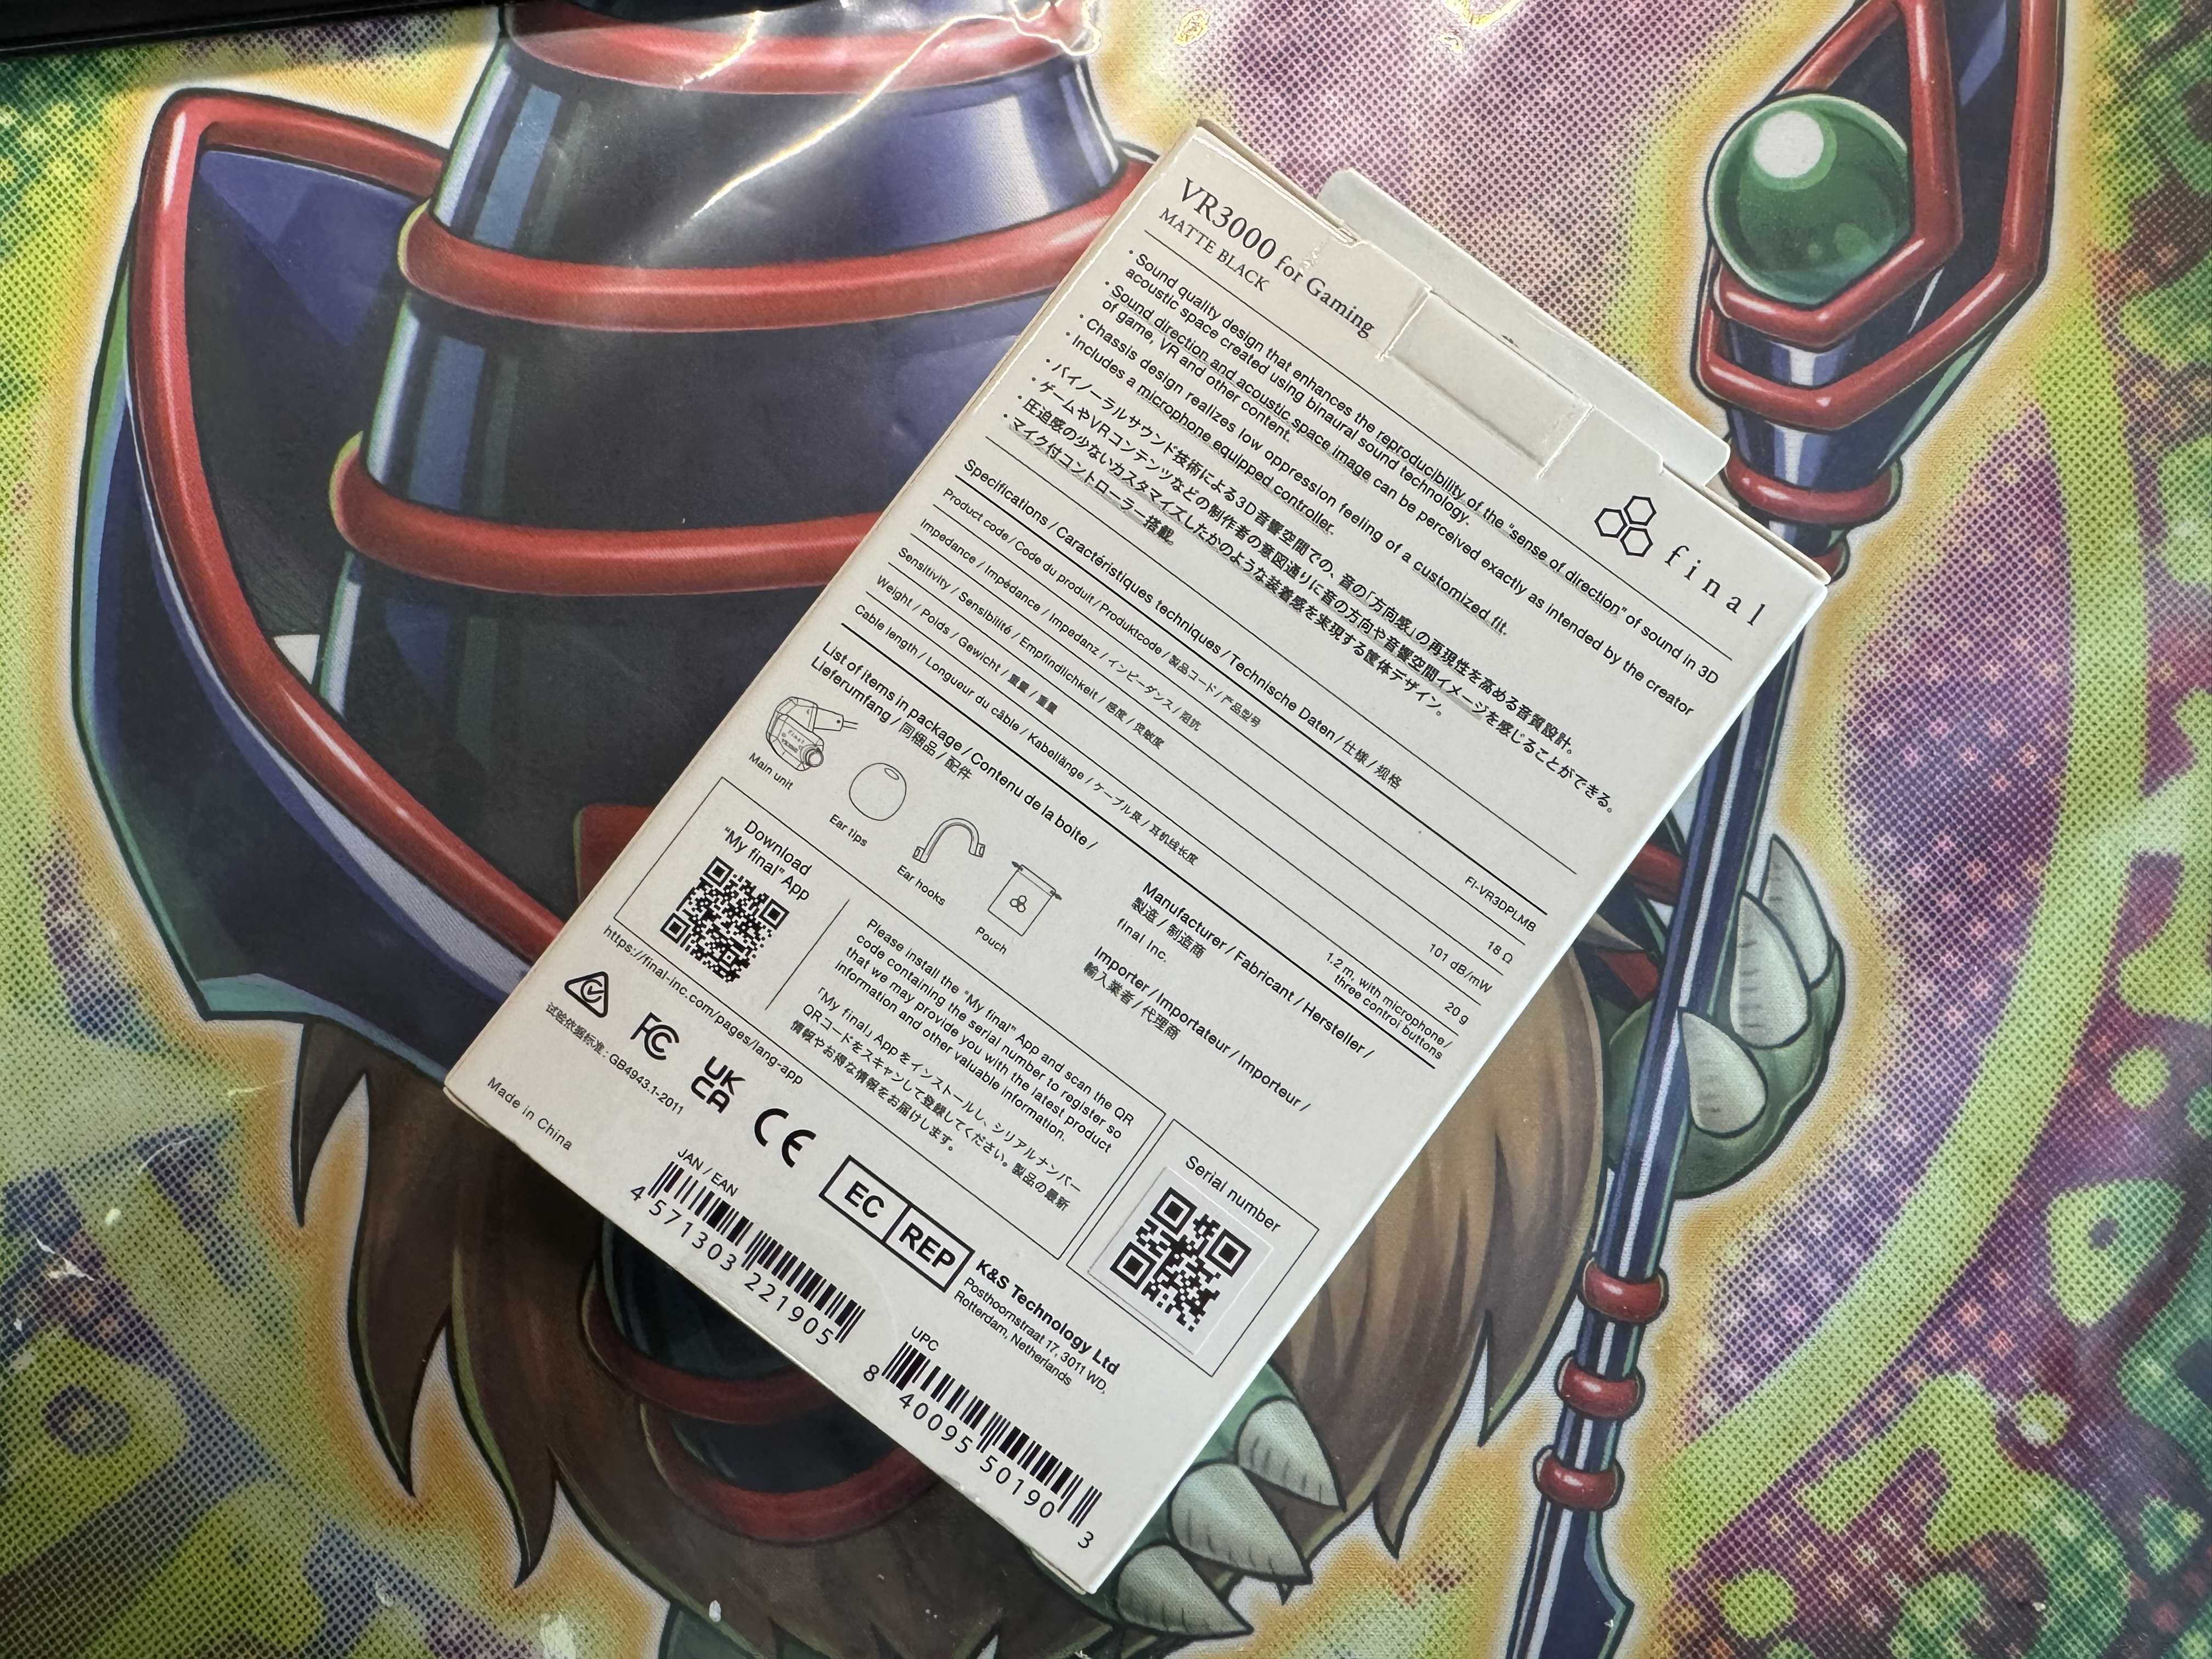 VR3000 for Gaming
MATTE BLACK
final
・Sound quality design that enhances the reproducibility of the "sense of direction" of sound in 3D
acoustic space created using binaural sound technology.
・Sound direction and acoustic space image can be perceived exactly as intended by the creator
of game, VR and other content.
・Chassis design realizes low oppression feeling of a customized fit.
・Includes a microphone equipped controller.
・バイノーラルサウンド技術による3D音響空間での、音の「方向感」の再現性を高める音質設計。
・ゲームやVRコンテンツなどの制作者の意図通りに音の方向や音響空間イメージを感じることができる。
・圧迫感の少ないカスタマイズしたかのような装着感を実現する筐体デザイン。
・マイク付コントローラー搭載。
Specifications / Caractéristiques techniques / Technische Daten / 仕様 / 规格
Product code / Code du produit / Produktcode / 製品コード / 产品型号 FI-VR3DPLMB
Impedance / Impédance / Impedanz / インピーダンス / 阻抗 18 Ω
Sensitivity / Sensibilité / Empfindlichkeit / 感度 / 灵敏度 101 dB/mW
Weight / Poids / Gewicht / 重量 / 重量 20 g
Cable length / Longueur du câble / Kabellänge / ケーブル長 / 耳机线长度 1.2 m, with microphone /
three control buttons
List of items in package / Contenu de la boîte /
Lieferumfang / 同梱品 / 配件
final
VR3000
Main unit
Ear tips
Ear hooks
Pouch
Manufacturer / Fabricant / Hersteller /
製造 / 制造商
final Inc.
Importer / Importateur / Importeur /
輸入業者 / 代理商
Download
"My final" App
Please install the "My final" App and scan the QR
code containing the serial number to register so
that we may provide you with the latest product
information and other valuable information.
「My final」App をインストールし、シリアルナンバー
QRコードをスキャンして登録してください。製品の最新
情報やお得な情報をお届けします。
https://final-inc.com/pages/lang-app
Serial number
试验依据标准 : GB4943.1-2011
FC
UK
CA
CE
EC REP
K&S Technology Ltd
Posthoornstraat 17, 3011 WD,
Rotterdam, Netherlands
Made in China
JAN / EAN
4 571303 221905
UPC
8 40095 50190 3